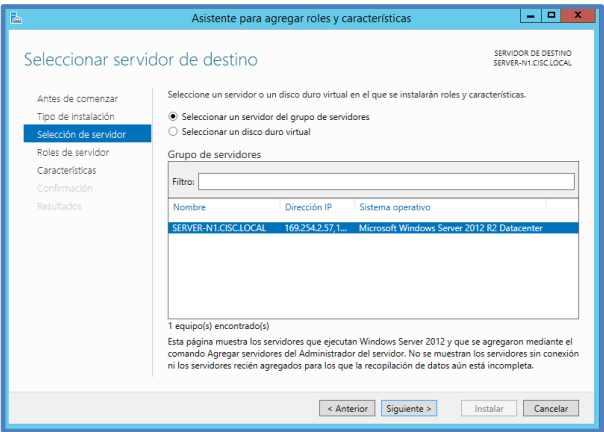 Asistente para agregar roles y características
Seleccionar servidor de destino
SERVIDOR DE DESTINO
SERVER-N1.CISC.LOCAL
Antes de comenzar
Tipo de instalación
Selección de servidor
Roles de servidor
Características
Confirmación
Resultados
Seleccione un servidor o un disco duro virtual en el que se instalarán roles y características.
Seleccionar un servidor del grupo de servidores
Seleccionar un disco duro virtual
Grupo de servidores
Filtro:
Nombre Dirección IP Sistema operativo
SERVER-N1.CISC.LOCAL 169.254.2.57,1... Microsoft Windows Server 2012 R2 Datacenter
1 equipo(s) encontrado(s)
Esta página muestra los servidores que ejecutan Windows Server 2012 y que se agregaron mediante el
comando Agregar servidores del Administrador del servidor. No se muestran los servidores sin conexión
ni los servidores recién agregados para los que la recopilación de datos aún está incompleta.
< Anterior Siguiente > Instalar Cancelar